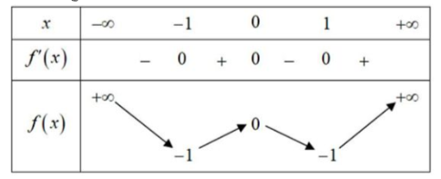 x −∞ −1 0 1 +∞
f′(x) − 0 + 0 − 0 +
+∞ +∞
f(x) 0
−1 −1